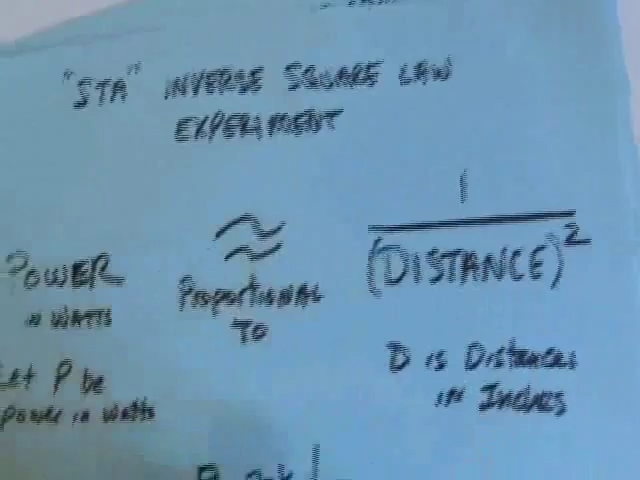 "STA" INVERSE SQUARE LAW
EXPERIMENT
POWER
IN WATTS
≈
PROPORTIONAL
TO
1
(DISTANCE)²
Let P be
power in watts
D is Distances
in Inches